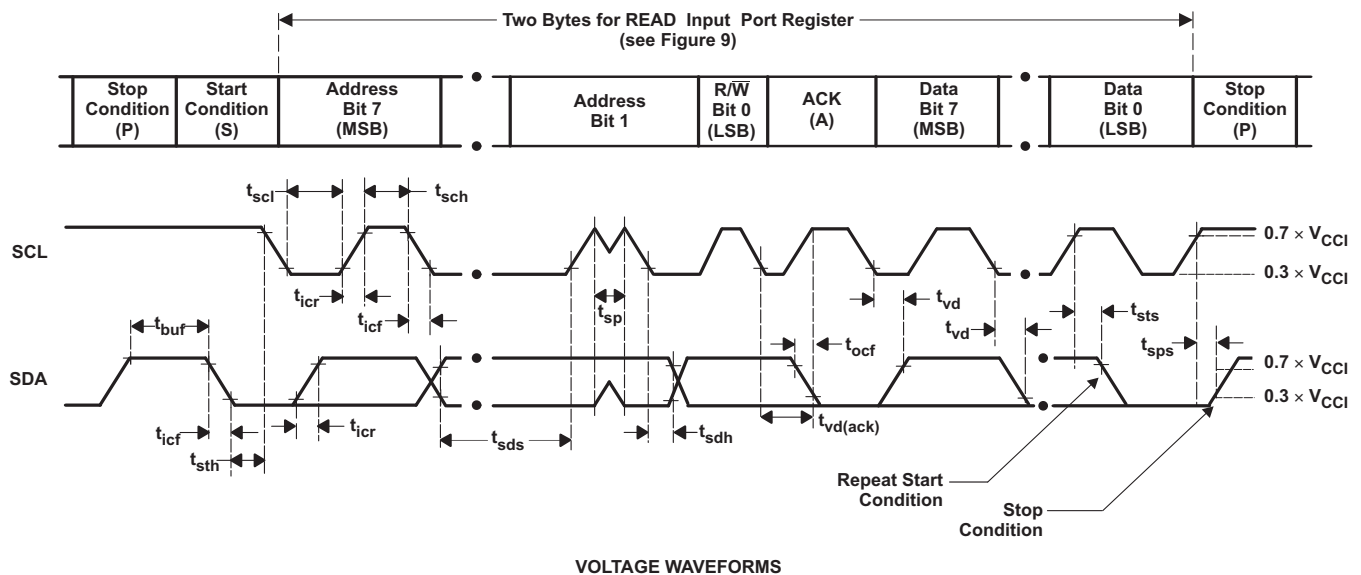 Two Bytes for READ Input Port Register
(see Figure 9)
Stop
Condition
(P)
Start
Condition
(S)
Address
Bit 7
(MSB)
Address
Bit 1
R/W̅
Bit 0
(LSB)
ACK
(A)
Data
Bit 7
(MSB)
Data
Bit 0
(LSB)
Stop
Condition
(P)
tscl
tsch
SCL
0.7 × VCCI
0.3 × VCCI
ticr
ticf
tsp
tvd
tvd
tsts
tbuf
tocf
tsps
SDA
0.7 × VCCI
0.3 × VCCI
ticf
ticr
tsth
tsds
tsdh
tvd(ack)
Repeat Start
Condition
Stop
Condition
VOLTAGE WAVEFORMS